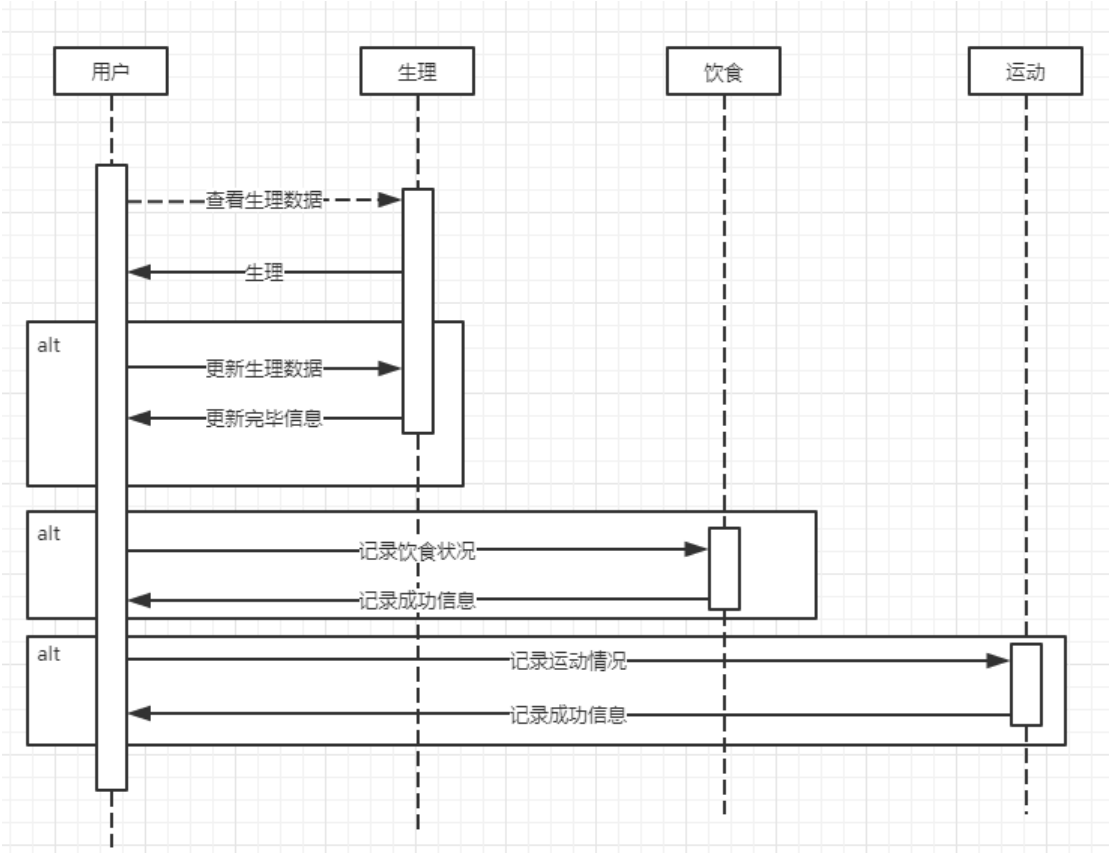 用户
生理
饮食
运动
查看生理数据
生理
alt
更新生理数据
更新完毕信息
alt
记录饮食状况
记录成功信息
alt
记录运动情况
记录成功信息